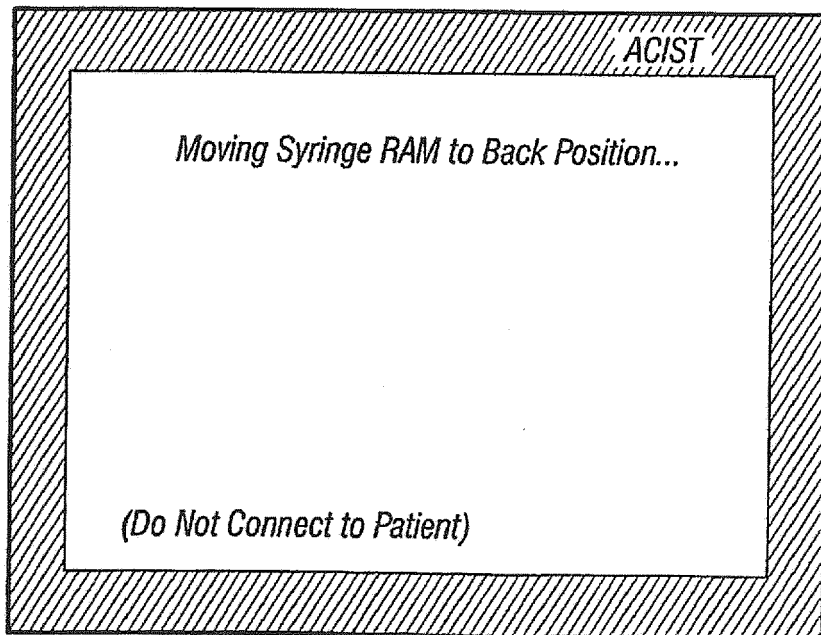 ACIST
Moving Syringe RAM to Back Position...
(Do Not Connect to Patient)